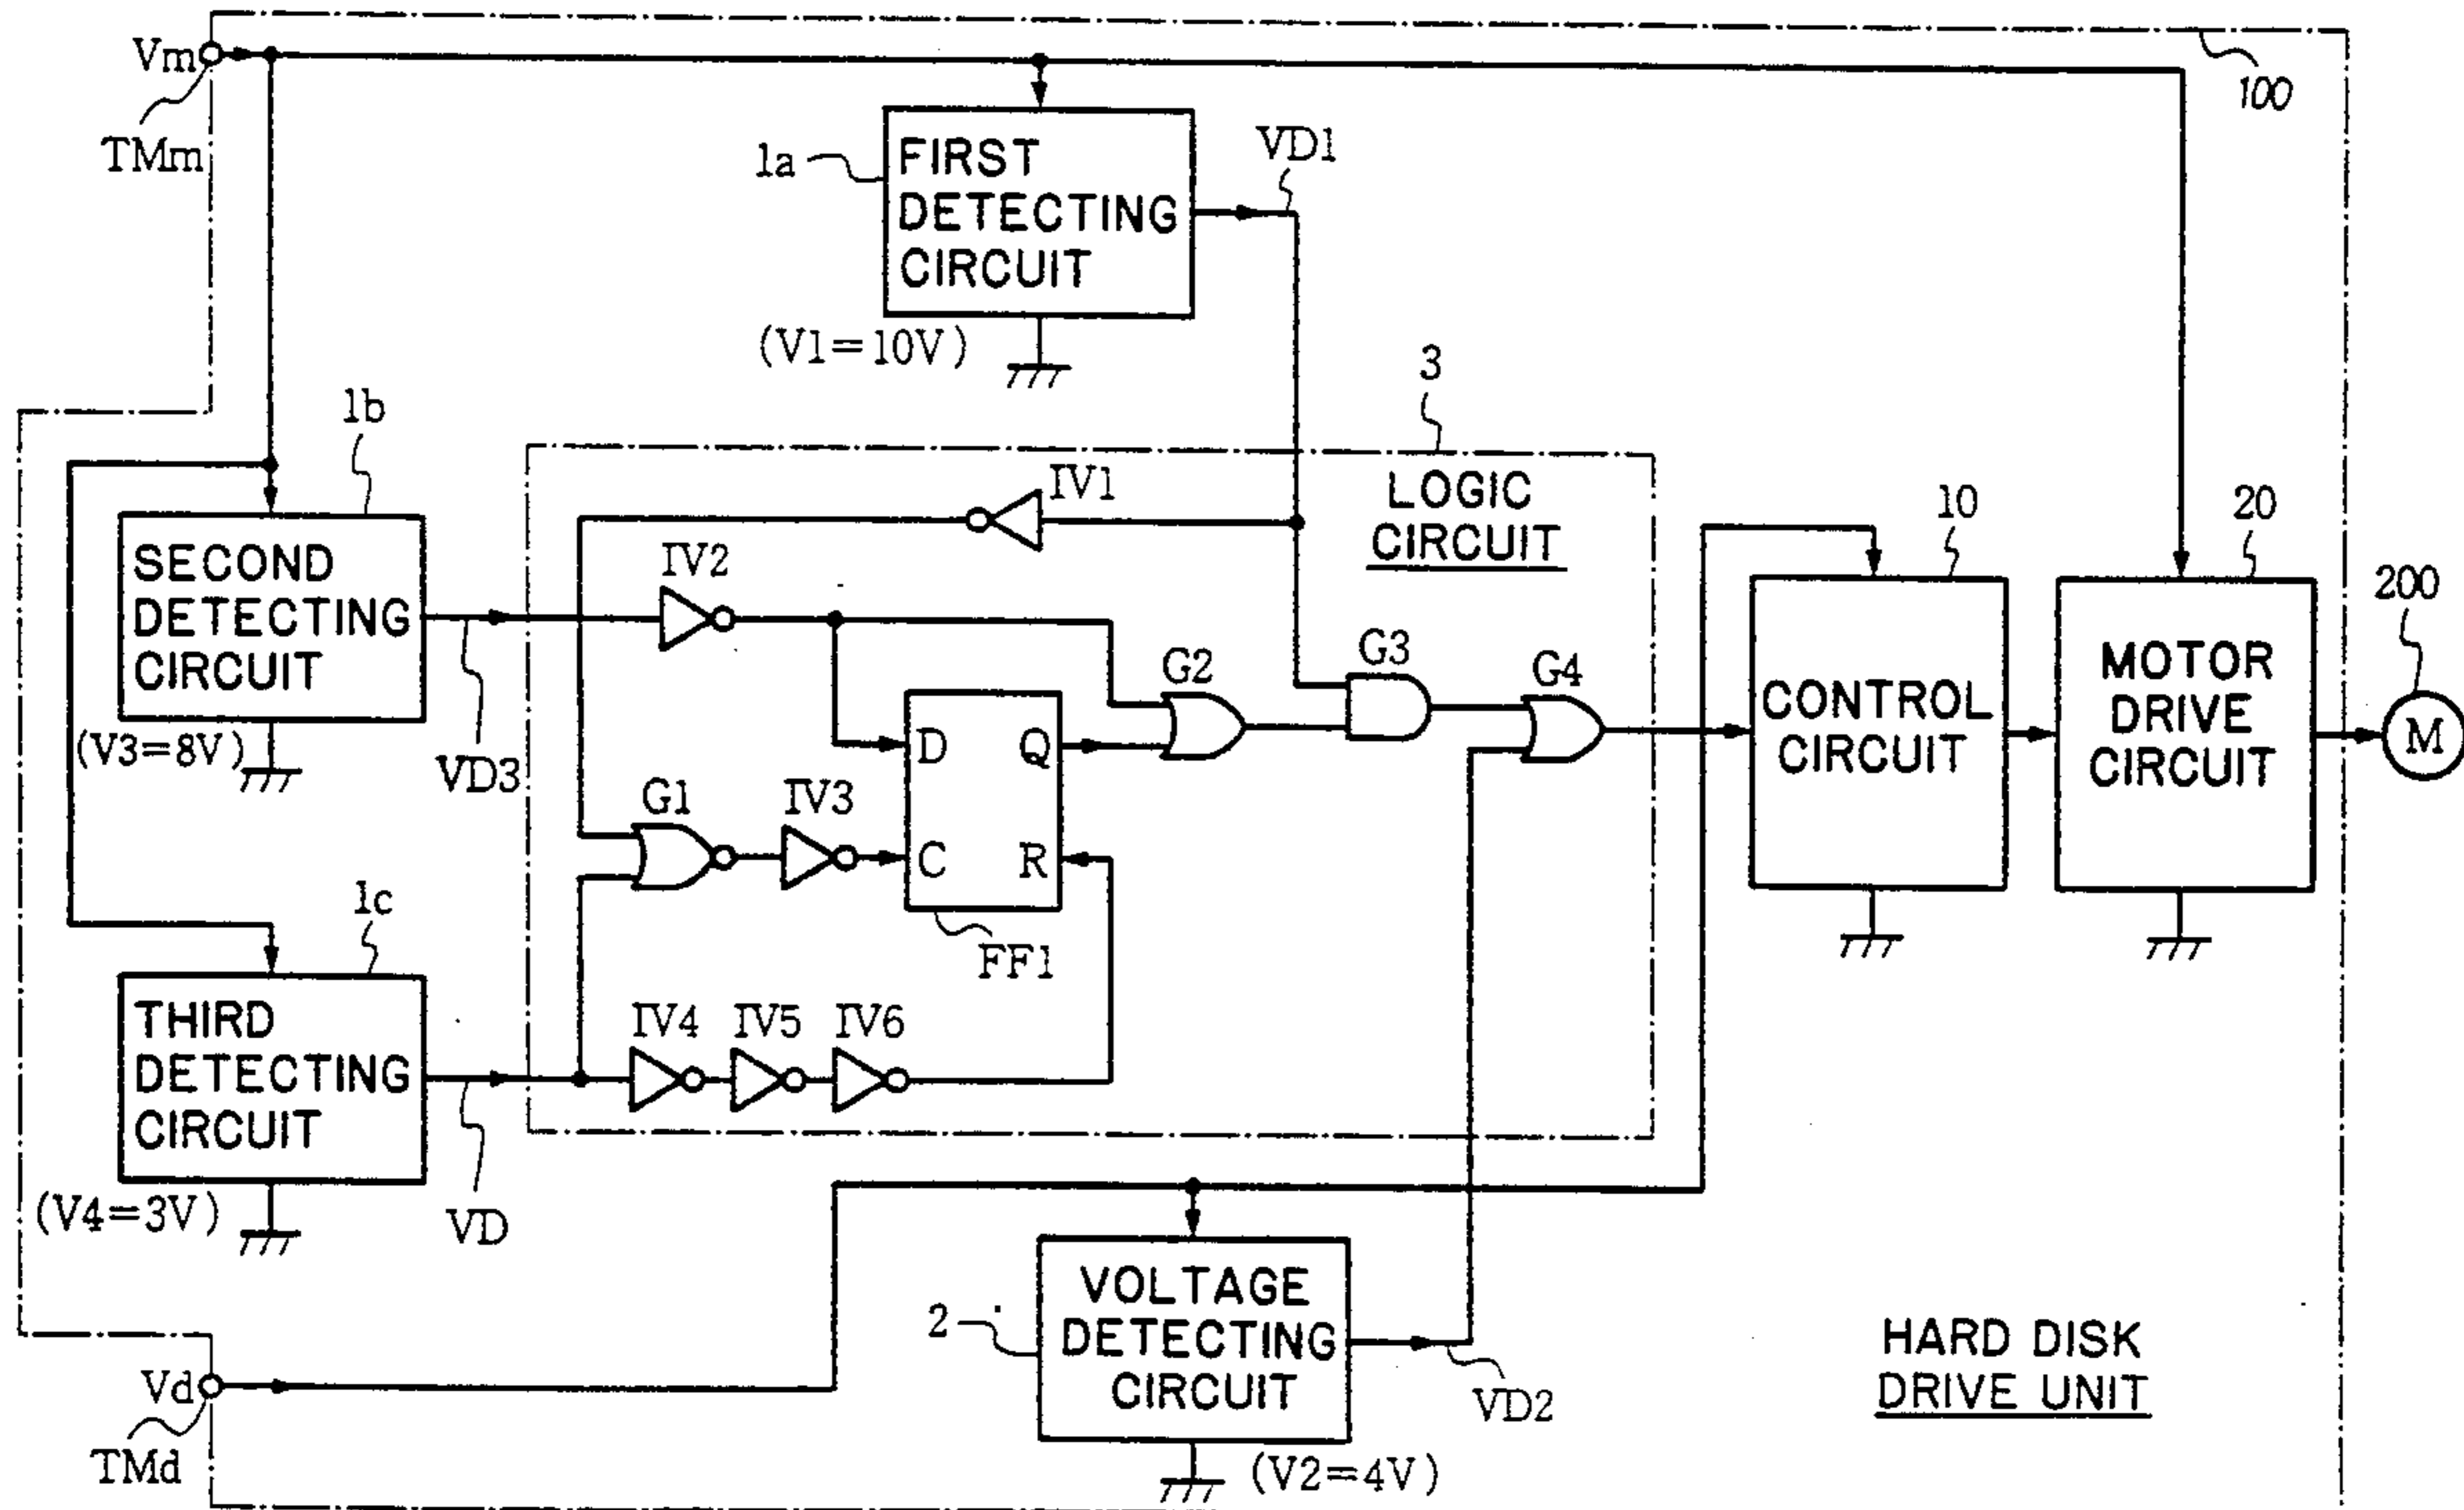 Vm
TMm
100
1a
FIRST
DETECTING
CIRCUIT
VD1
(V1=10V)
3
1b
SECOND
DETECTING
CIRCUIT
(V3=8V)
VD3
IV1
LOGIC
CIRCUIT
IV2
10
20
200
G2
G3
G4
D
Q
C
R
FF1
G1
IV3
CONTROL
CIRCUIT
MOTOR
DRIVE
CIRCUIT
M
1c
THIRD
DETECTING
CIRCUIT
(V4=3V)
VD
IV4
IV5
IV6
2
VOLTAGE
DETECTING
CIRCUIT
VD2
(V2=4V)
Vd
TMd
HARD DISK
DRIVE UNIT